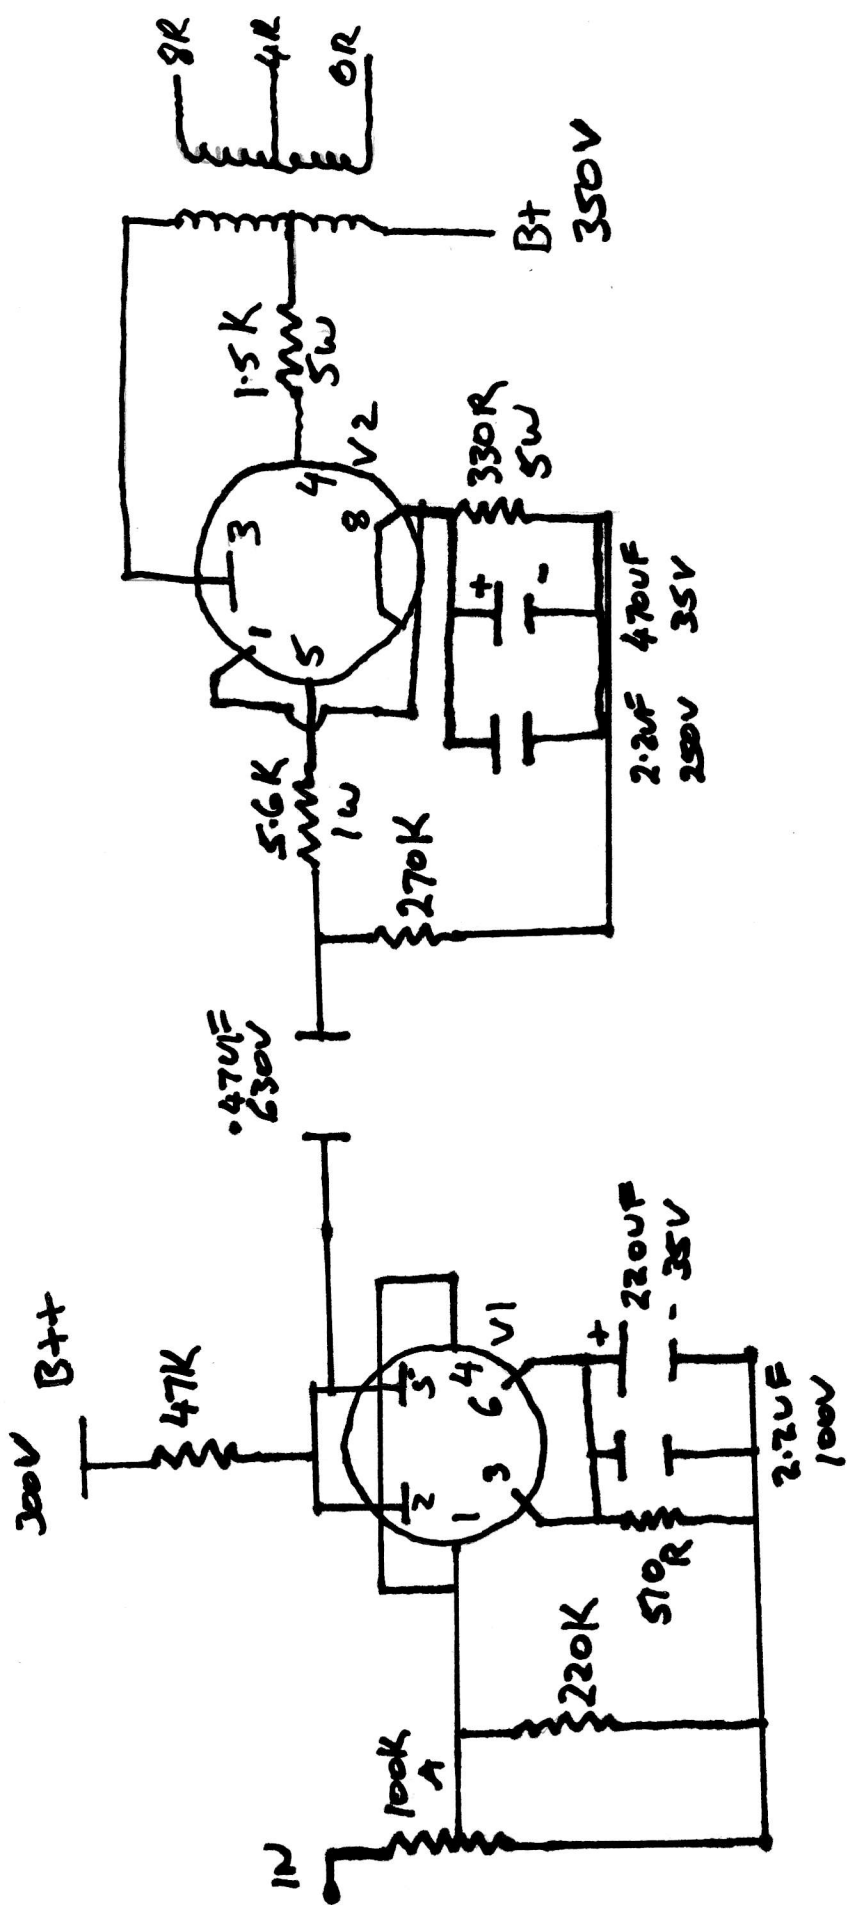 IN
100K
A
220K
300V
B++
47K
2
5
1
4
3
6
V1
510R
+
220UF
- 35V
2.2UF
100V
.47UF
630V
270K
5.6K
1W
1
3
5
4
8
V2
1.5K
5W
330R
5W
+
-
2.2UF
250V
470UF
35V
B+
350V
8R
4R
0R